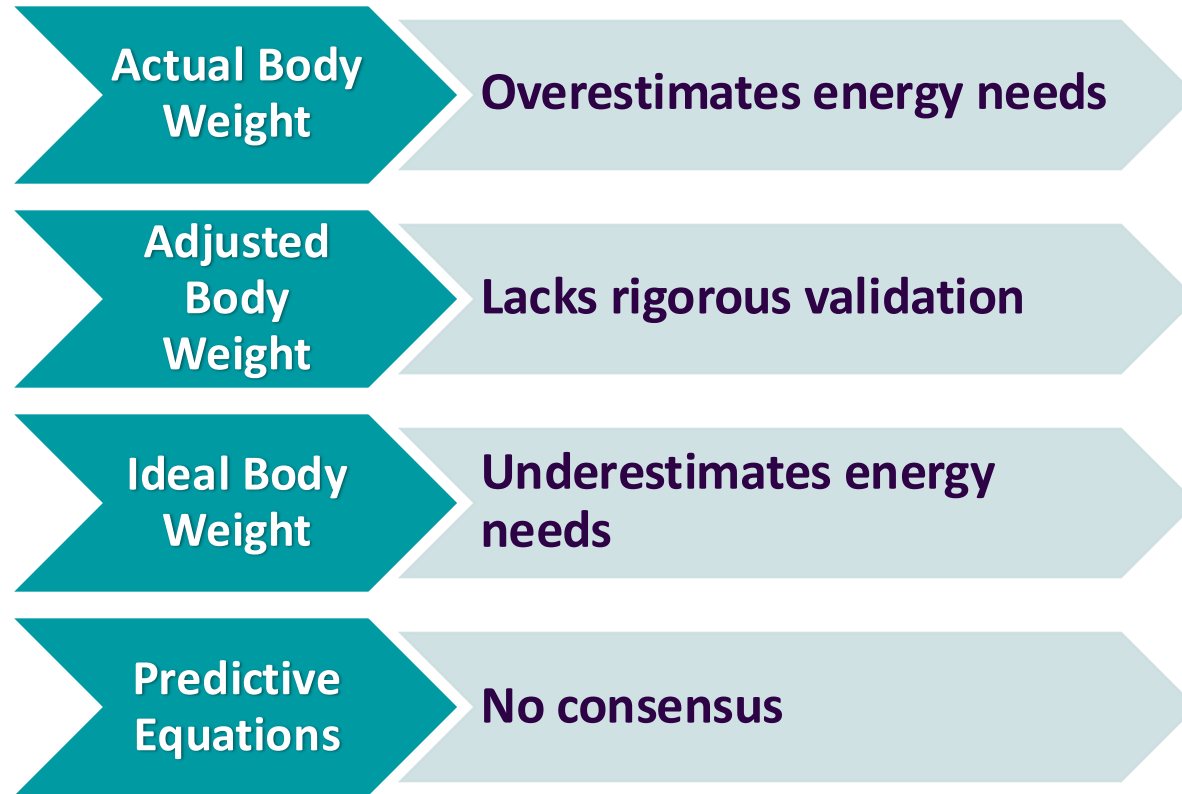 Actual Body
Weight
Overestimates energy needs
Adjusted
Body
Weight
Lacks rigorous validation
Ideal Body
Weight
Underestimates energy
needs
Predictive
Equations
No consensus